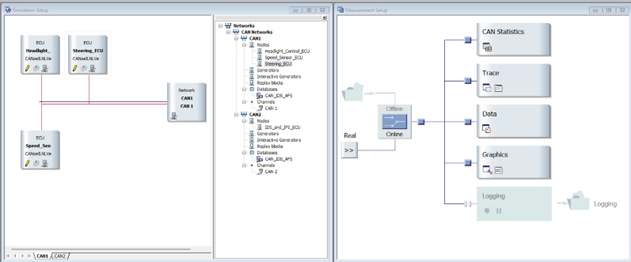 Simulation Setup
ECU
Headlight_
CANoeILNLVe
ECU
Steering_ECU
CANoeILNLVe
Network
CAN1
CAN 1
ECU
Speed_Sen
CANoeILNLVe
CAN1 CAN2
Networks
CAN Networks
CAN1
Nodes
Headlight_Control_ECU
Speed_Sensor_ECU
Steering_ECU
Generators
Interactive Generators
Replay blocks
Databases
CAN_IDS_APS
Channels
CAN 1
CAN2
Nodes
IDS_and_IPS_ECU
Generators
Interactive Generators
Replay blocks
Databases
CAN_IDS_APS
Channels
CAN 2
Measurement Setup
Real
>>
Offline
Online
CAN Statistics
Trace
Data
Graphics
Logging
Logging